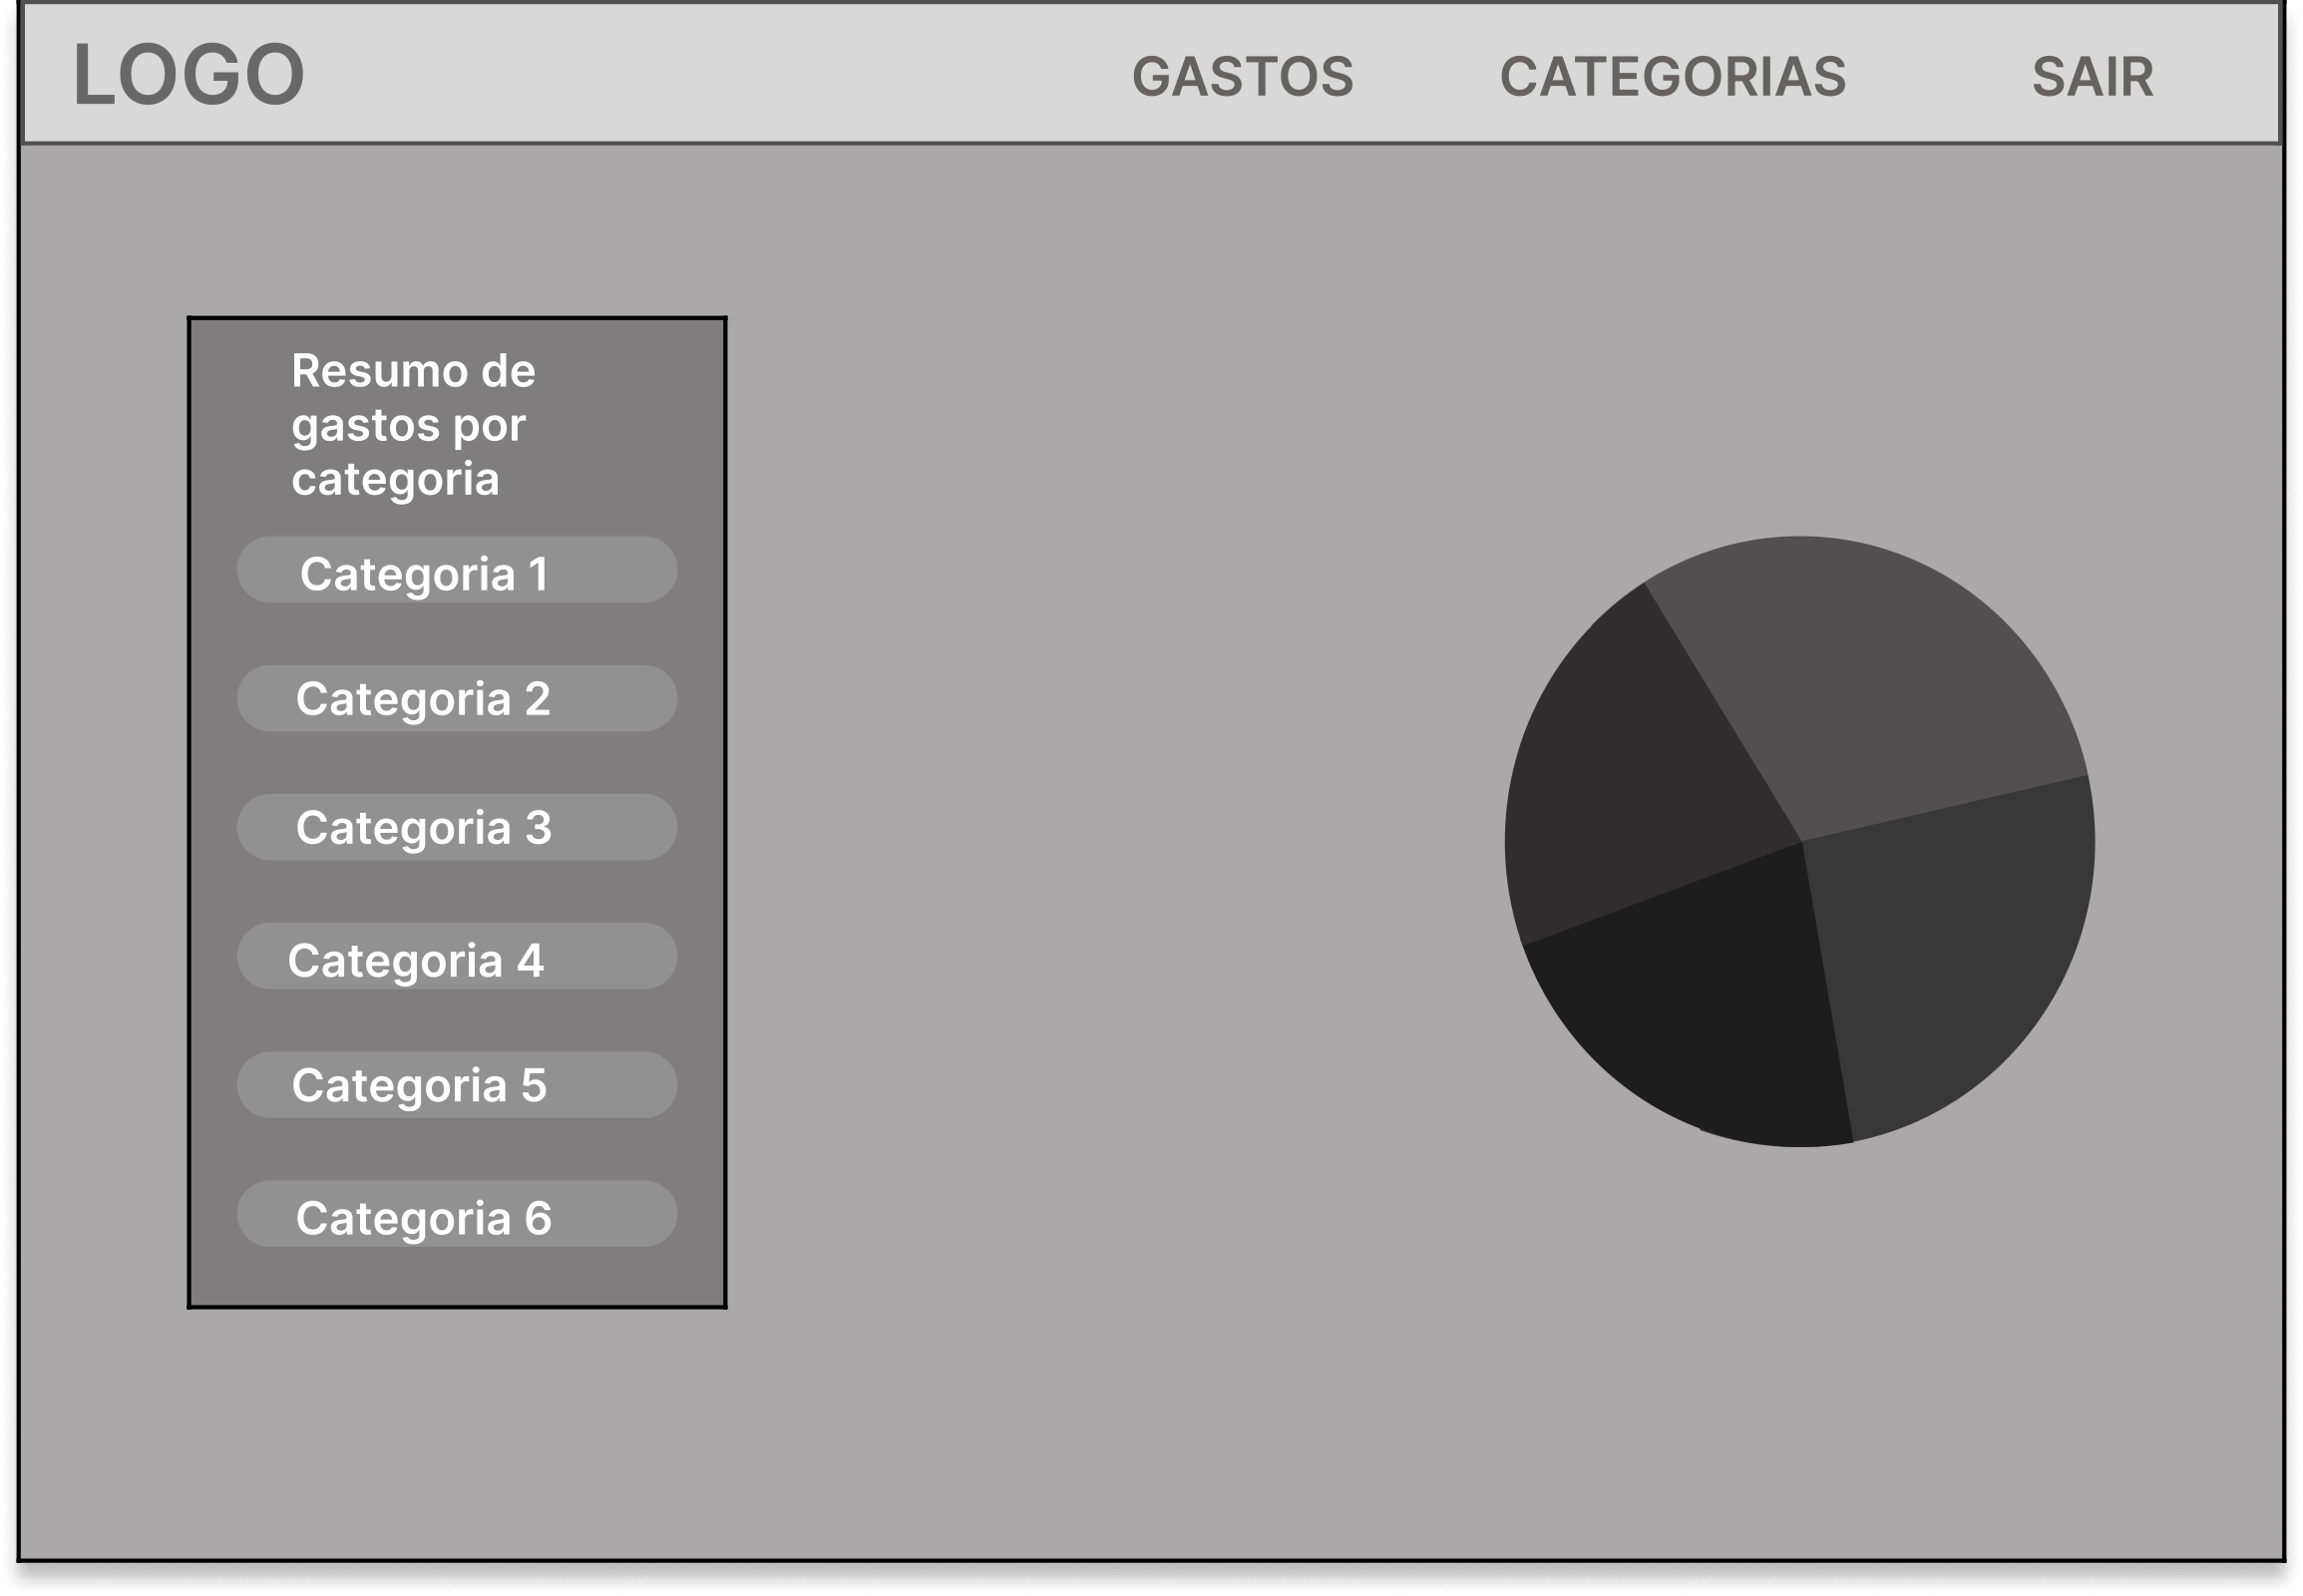 LOGO
GASTOS
CATEGORIAS
SAIR
Resumo de
gastos por
categoria
Categoria 1
Categoria 2
Categoria 3
Categoria 4
Categoria 5
Categoria 6